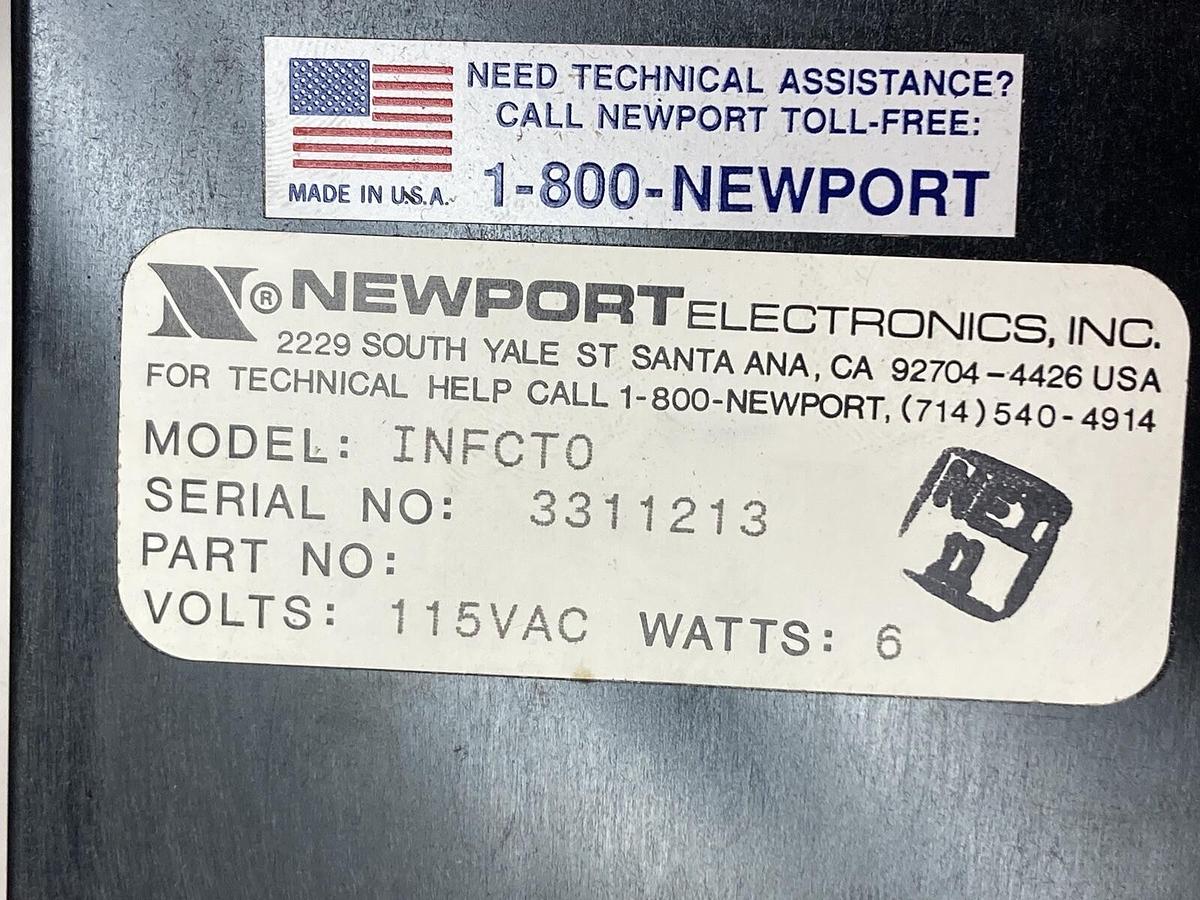 NEED TECHNICAL ASSISTANCE?
CALL NEWPORT TOLL-FREE:
MADE IN U.S.A. 1-800-NEWPORT
N® NEWPORT ELECTRONICS, INC.
2229 SOUTH YALE ST SANTA ANA, CA 92704-4426 USA
FOR TECHNICAL HELP CALL 1-800-NEWPORT, (714) 540-4914
MODEL: INFCT0
SERIAL NO: 3311213
PART NO:
VOLTS: 115VAC WATTS: 6